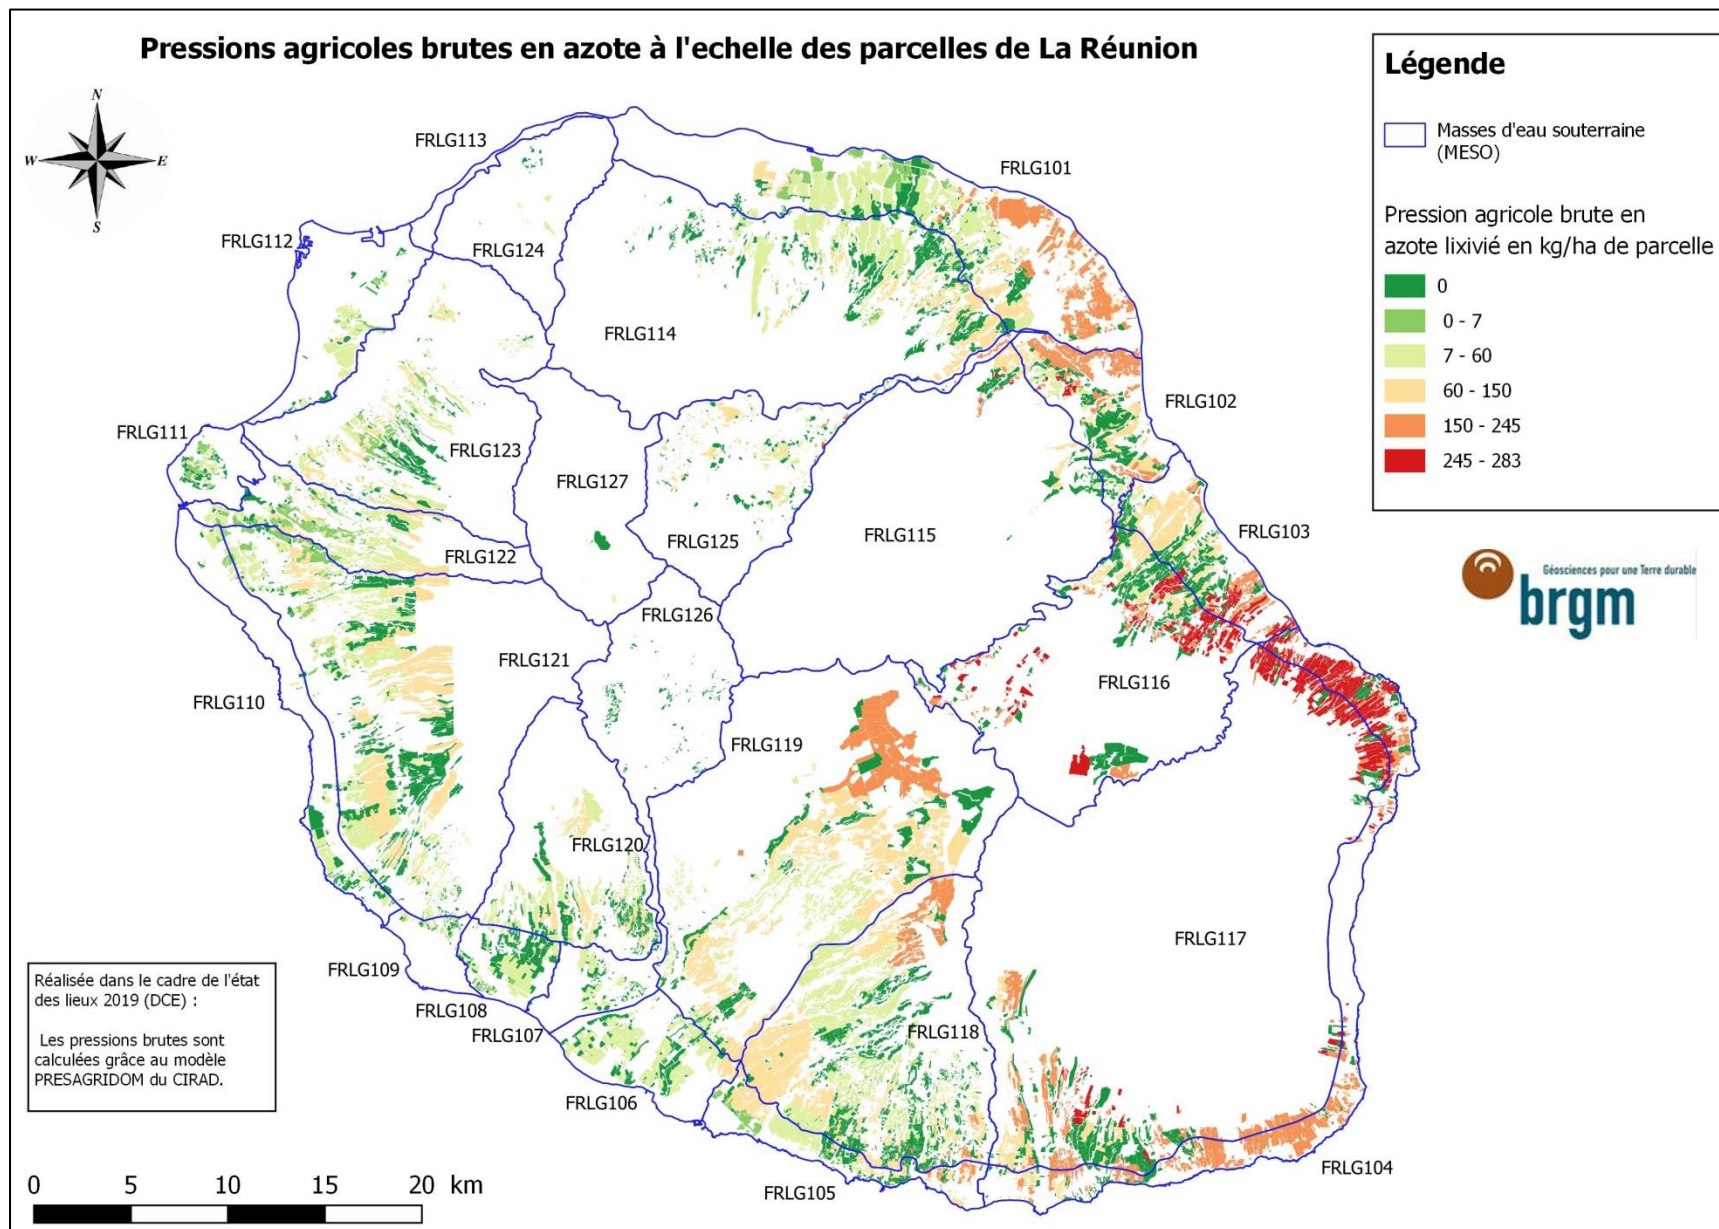 Pressions agricoles brutes en azote à l'echelle des parcelles de La Réunion
Légende
Masses d'eau souterraine
(MESO)
Pression agricole brute en
azote lixivié en kg/ha de parcelle
0
0 - 7
7 - 60
60 - 150
150 - 245
245 - 283
N
W
E
S
FRLG113
FRLG101
FRLG112
FRLG124
FRLG114
FRLG102
FRLG111
FRLG123
FRLG127
FRLG103
FRLG125
FRLG115
FRLG122
FRLG126
FRLG121
FRLG116
FRLG110
FRLG119
FRLG120
FRLG117
FRLG109
FRLG108
FRLG107
FRLG118
FRLG106
FRLG105
FRLG104
Géosciences pour une Terre durable
brgm
Réalisée dans le cadre de l'état
des lieux 2019 (DCE) :
Les pressions brutes sont
calculées grâce au modèle
PRESAGRIDOM du CIRAD.
0 5 10 15 20 km